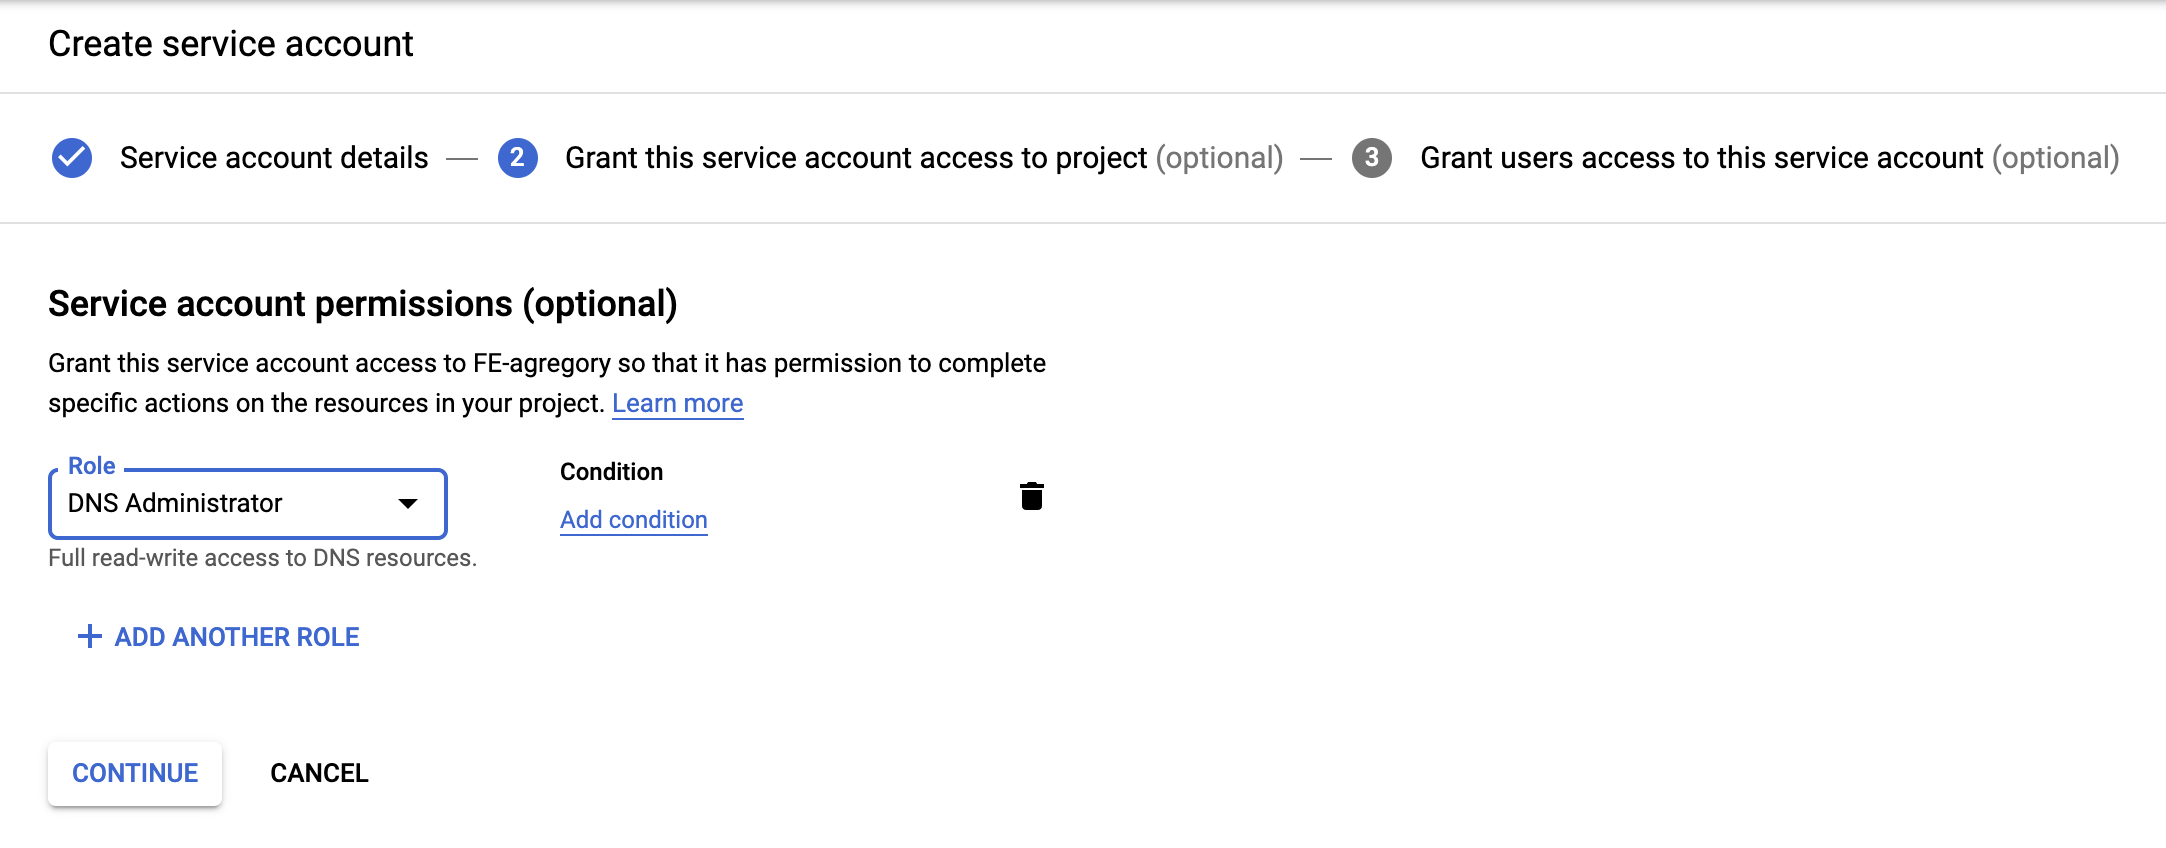 Create service account
Service account details
2 Grant this service account access to project (optional)
3 Grant users access to this service account (optional)
Service account permissions (optional)
Grant this service account access to FE-agregory so that it has permission to complete
specific actions on the resources in your project. Learn more
Role
DNS Administrator
Full read-write access to DNS resources.
Condition
Add condition
ADD ANOTHER ROLE
CONTINUE
CANCEL